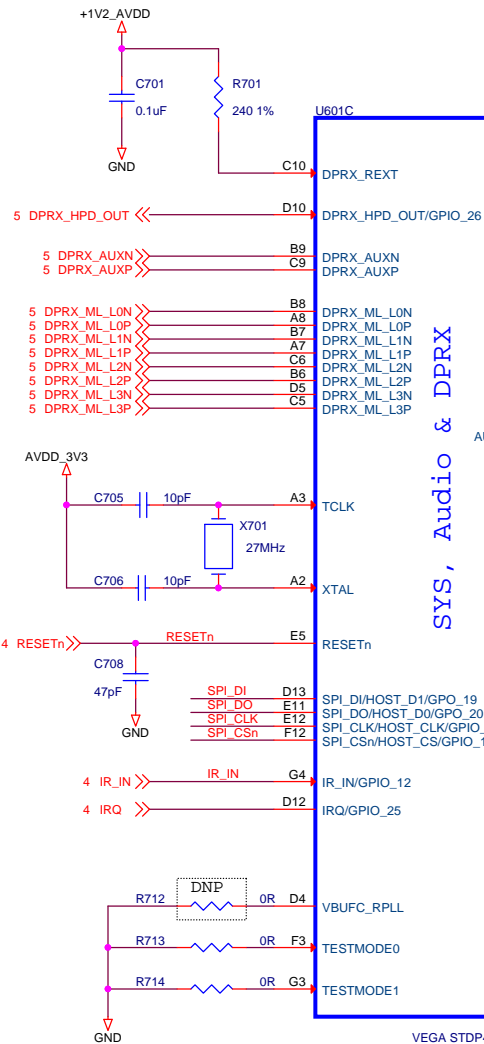 +1V2_AVDD
C701 R701
0.1uF 240 1%
GND
U601C
C10 DPRX_REXT
5 DPRX_HPD_OUT D10 DPRX_HPD_OUT/GPIO_26
5 DPRX_AUXN B9 DPRX_AUXN
5 DPRX_AUXP C9 DPRX_AUXP
5 DPRX_ML_L0N B8 DPRX_ML_L0N
5 DPRX_ML_L0P A8 DPRX_ML_L0P
5 DPRX_ML_L1N B7 DPRX_ML_L1N
5 DPRX_ML_L1P A7 DPRX_ML_L1P
5 DPRX_ML_L2N C6 DPRX_ML_L2N
5 DPRX_ML_L2P B6 DPRX_ML_L2P
5 DPRX_ML_L3N D5 DPRX_ML_L3N
5 DPRX_ML_L3P C5 DPRX_ML_L3P
SYS, Audio & DPRX
AU
AVDD_3V3
C705 10pF A3 TCLK
X701
27MHz
C706 10pF A2 XTAL
4 RESETn RESETn E5 RESETn
C708
47pF
GND
SPI_DI D13 SPI_DI/HOST_D1/GPO_19
SPI_DO E11 SPI_DO/HOST_D0/GPO_20
SPI_CLK E12 SPI_CLK/HOST_CLK/GPIO_
SPI_CSn F12 SPI_CSn/HOST_CS/GPIO_1
4 IR_IN IR_IN G4 IR_IN/GPIO_12
4 IRQ D12 IRQ/GPIO_25
DNP
R712 0R D4 VBUFC_RPLL
R713 0R F3 TESTMODE0
R714 0R G3 TESTMODE1
GND
VEGA STDP